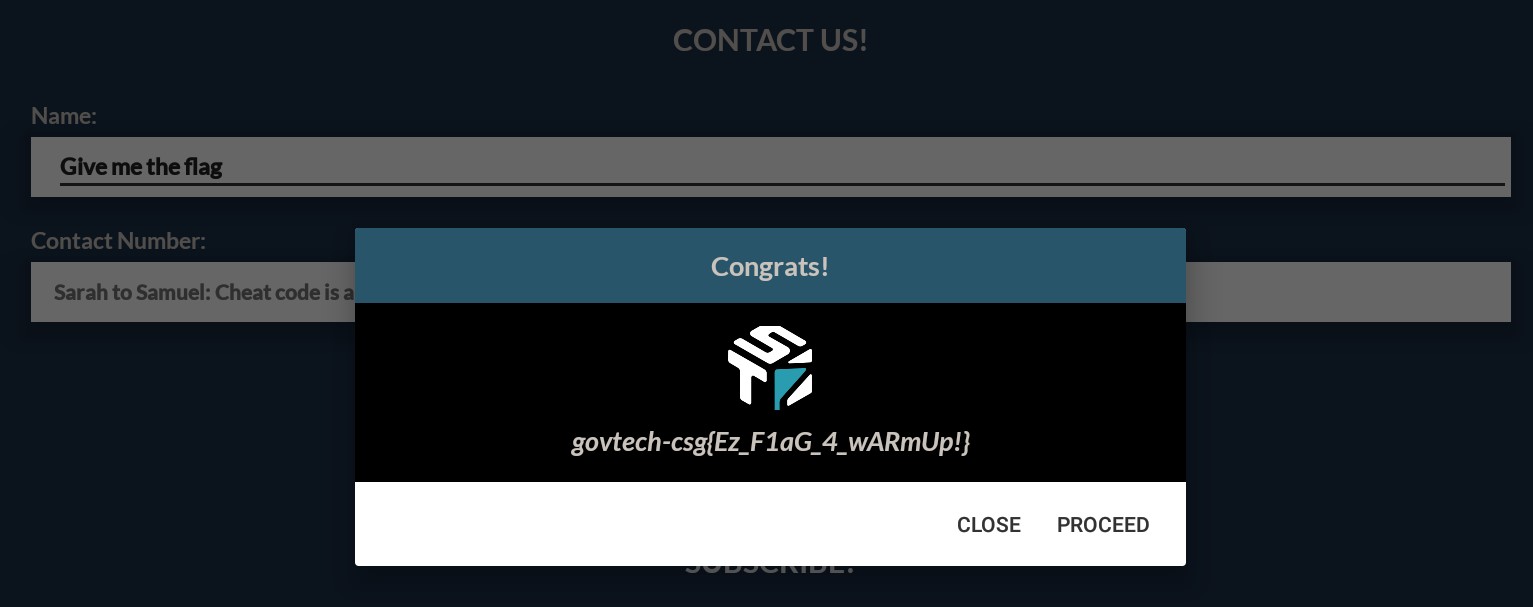 CONTACT US!
Name:
Give me the flag
Contact Number:
Sarah to Samuel: Cheat code is a
Congrats!
govtech-csg{Ez_F1aG_4_wARmUp!}
CLOSE PROCEED
SUBSCRIBE!